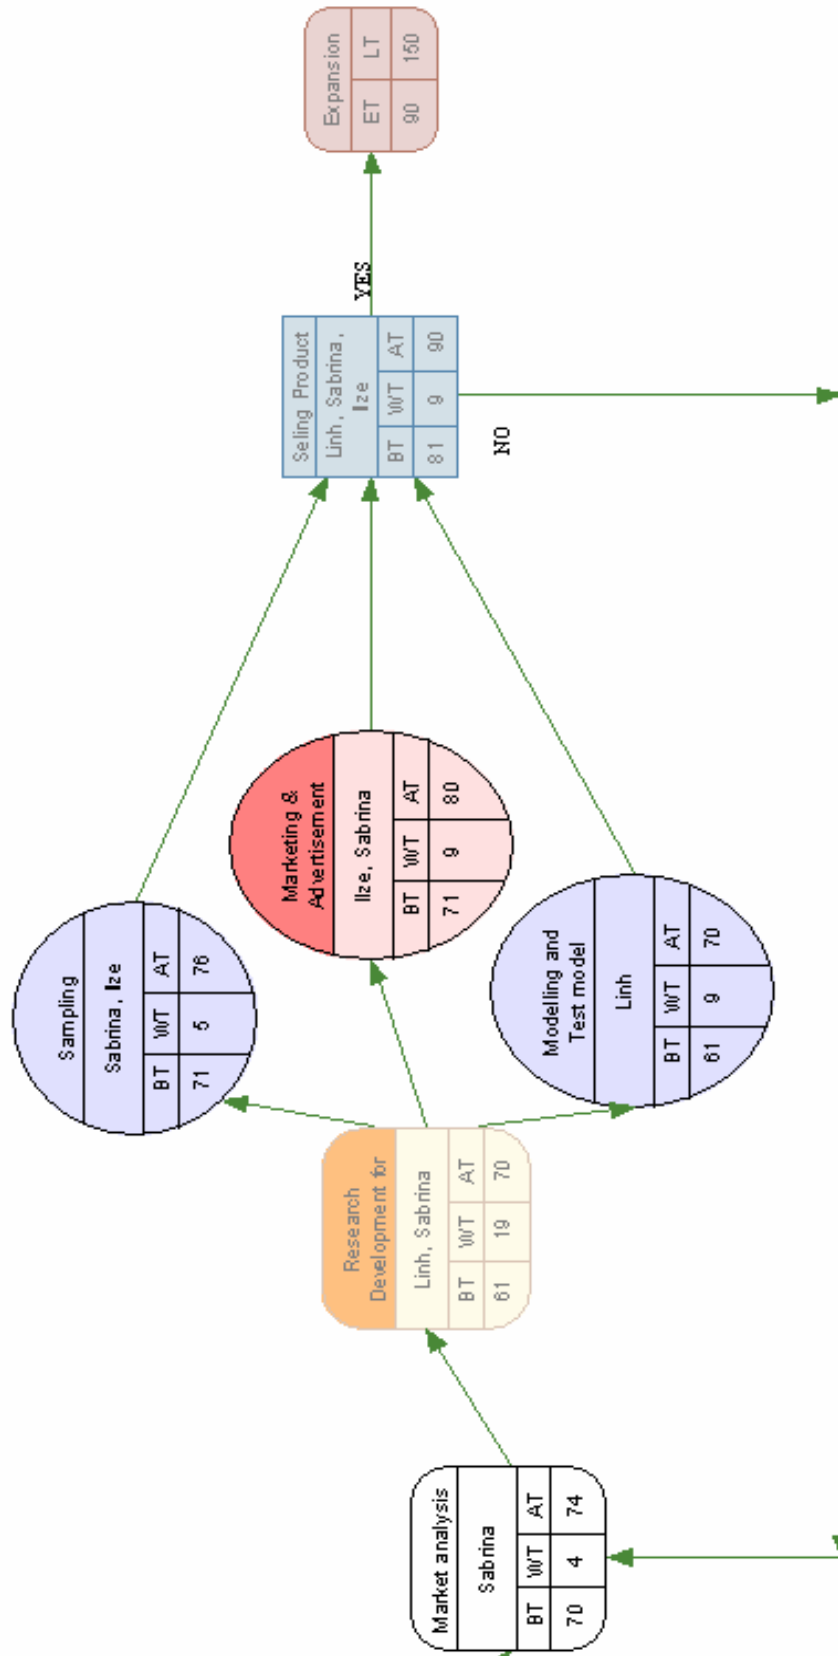 Market analysis
Sabrina
BT WT AT
70 4 74
Research
Development for
Linh, Sabrina
BT WT AT
61 19 70
Sampling
Sabrina, Ize
BT WT AT
71 5 76
Marketing &
Advertisement
Ilze, Sabrina
BT WT AT
71 9 80
Modelling and
Test model
Linh
BT WT AT
61 9 70
Seling Product
Linh, Sabrina,
Ilze
BT WT AT
81 9 90
NO
YES
Expansion
ET LT
90 150